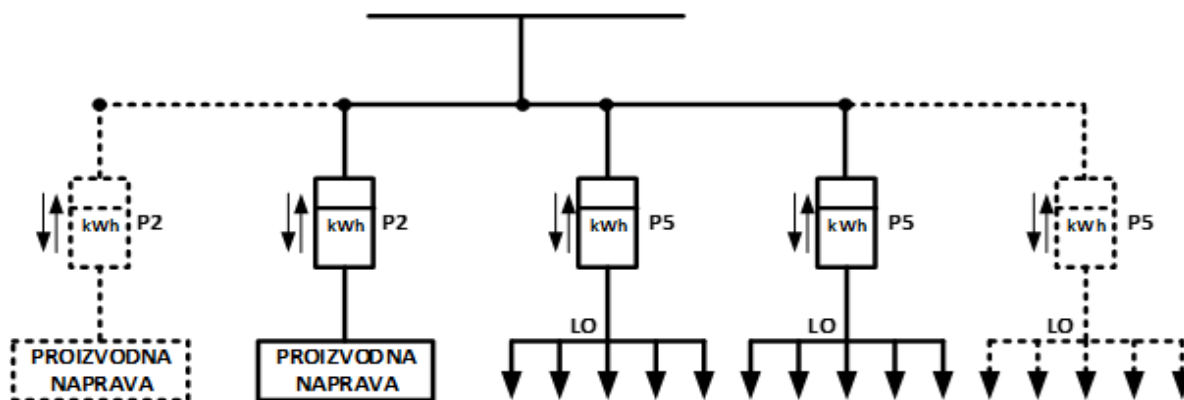 kWh P2
kWh P2
kWh P5
kWh P5
kWh P5
LO
LO
LO
PROIZVODNA
NAPRAVA
PROIZVODNA
NAPRAVA